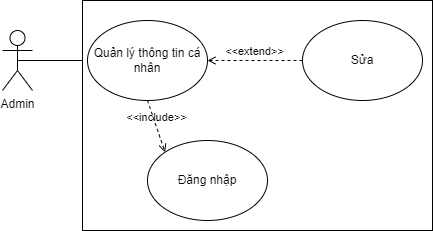 Quản lý thông tin cá
nhân
<<extend>>
Sửa
Admin
<<include>>
Đăng nhập